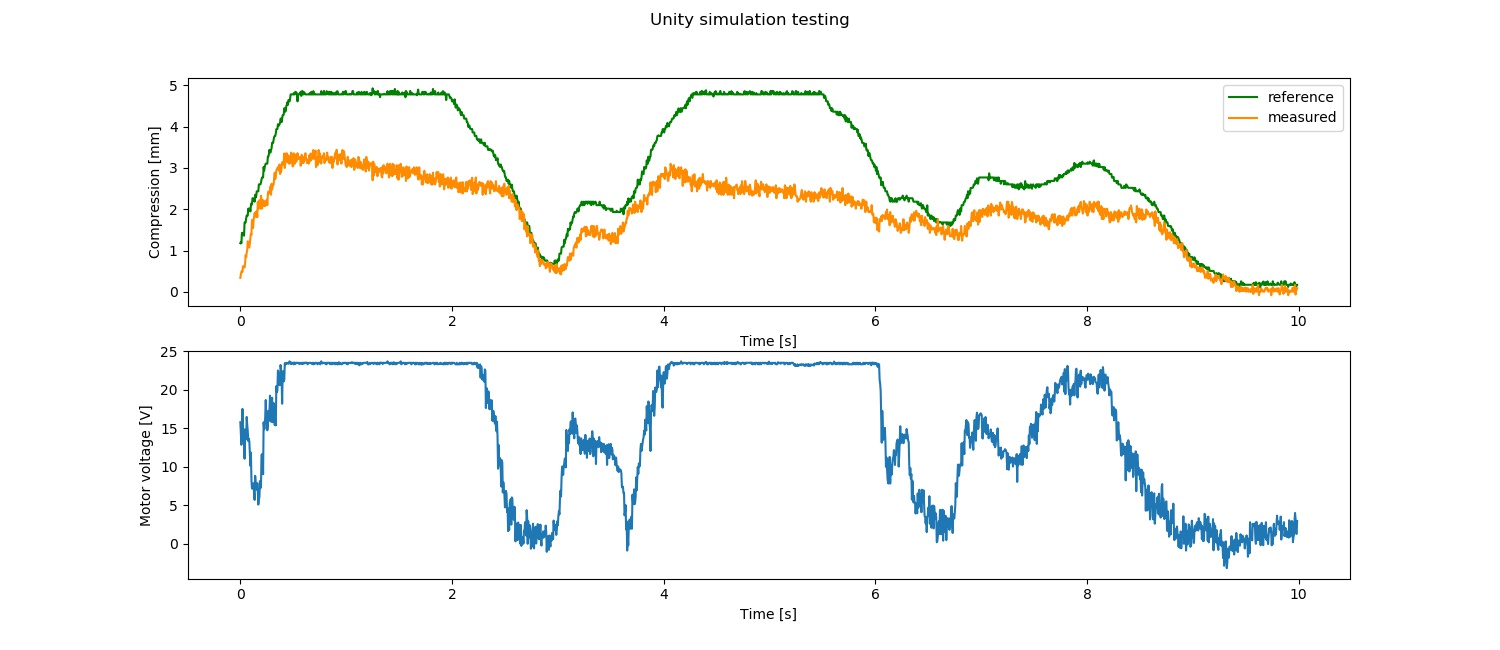 Unity simulation testing
Compression [mm]
5
4
3
2
1
0
reference
measured
0 2 4 6 8 10
Time [s]
Motor voltage [V]
25
20
15
10
5
0
0 2 4 6 8 10
Time [s]